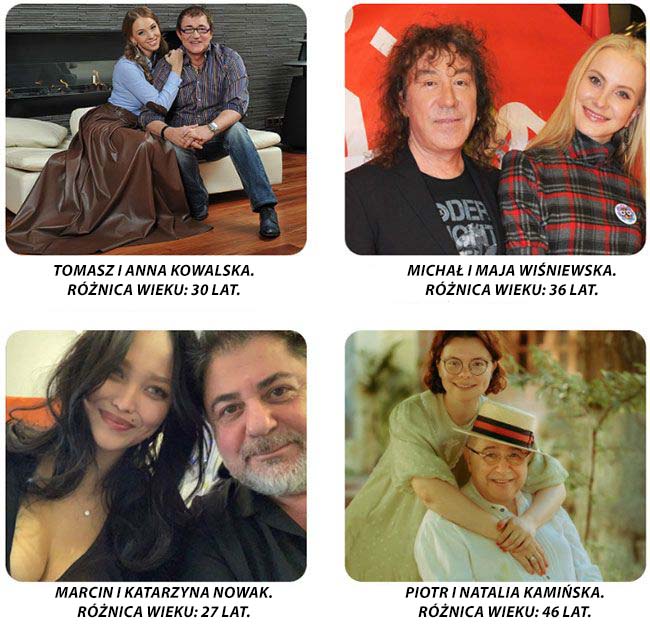 TOMASZ I ANNA KOWALSKA.
RÓŻNICA WIEKU: 30 LAT.
MICHAŁ I MAJA WIŚNIEWSKA.
RÓŻNICA WIEKU: 36 LAT.
MARCIN I KATARZYNA NOWAK.
RÓŻNICA WIEKU: 27 LAT.
PIOTR I NATALIA KAMIŃSKA.
RÓŻNICA WIEKU: 46 LAT.